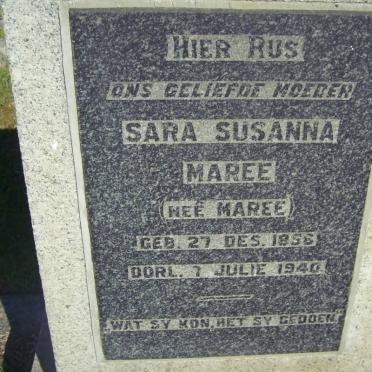 HIER RUS
ONS GELIEFDE MOEDER
SARA SUSANNA
MAREE
(NEÉ MAREE)
GEB. 27 DES. 1856
OORL. 7 JULIE 1940
"WAT SY KON, HET SY GEDOEN"